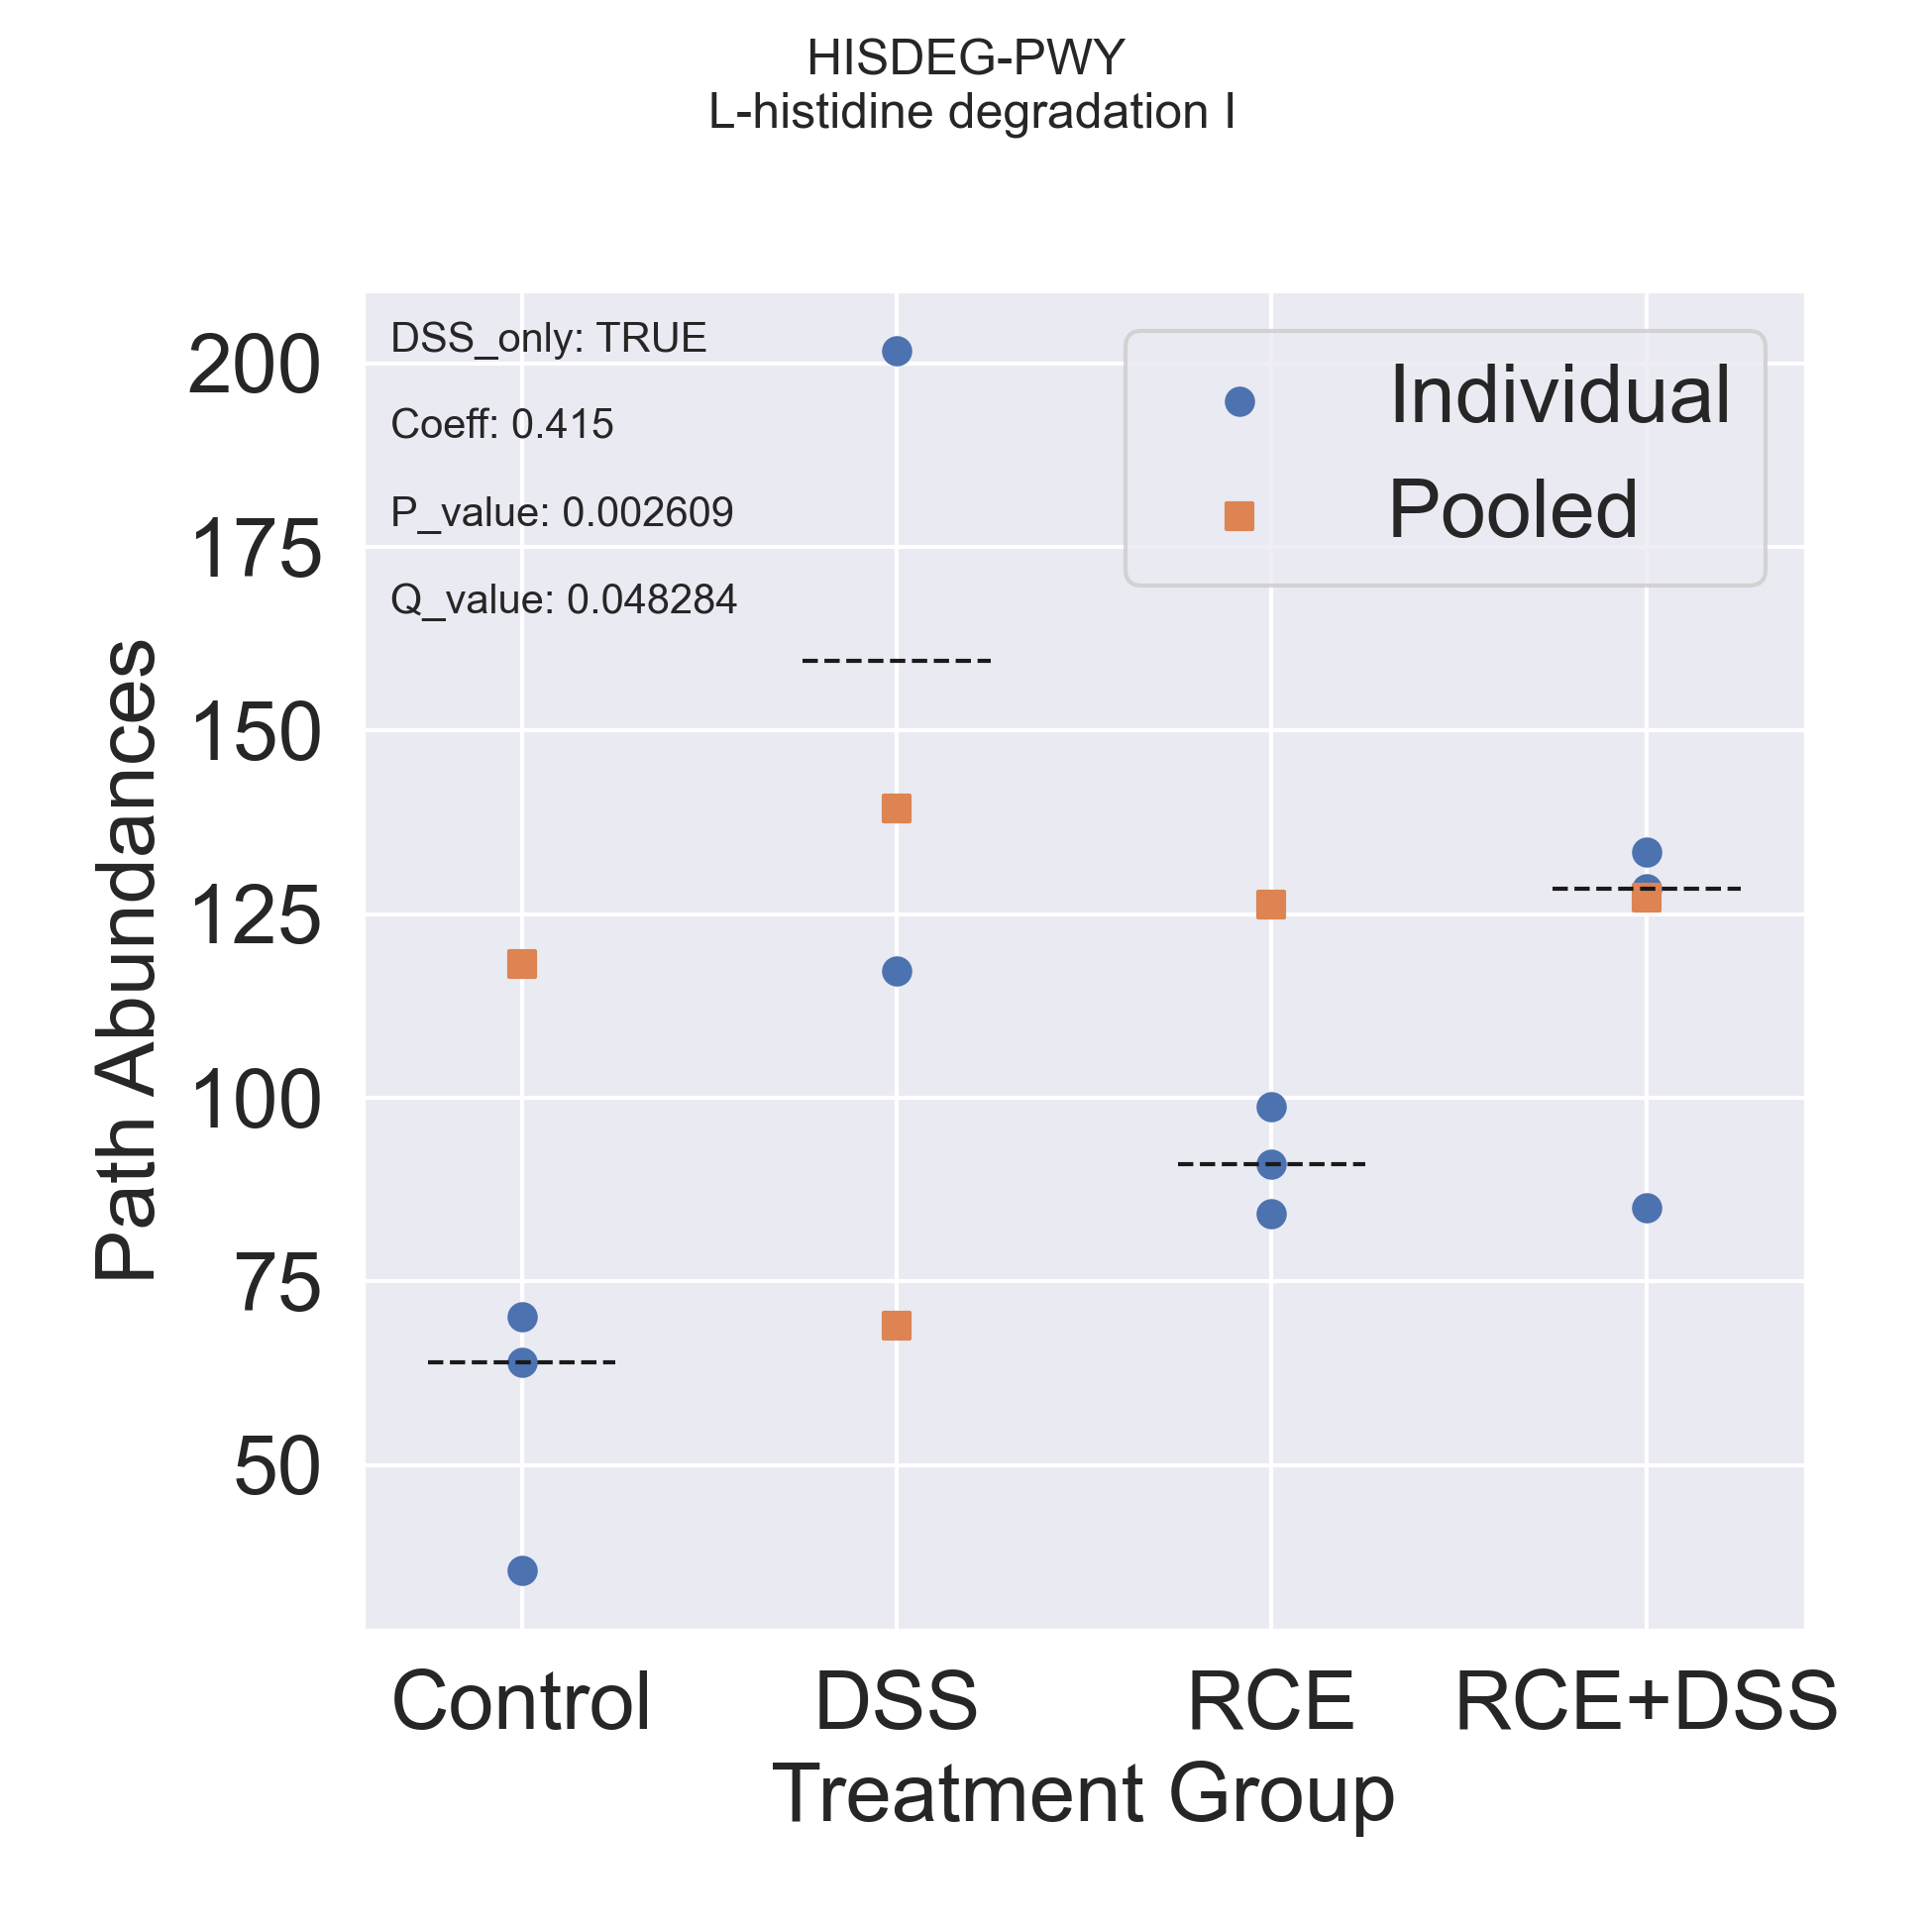 HISDEG-PWY
L-histidine degradation I
DSS_only: TRUE
Coeff: 0.415
P_value: 0.002609
Q_value: 0.048284
Individual
Pooled
200
175
150
125
100
75
50
Path Abundances
Control
DSS
RCE
RCE+DSS
Treatment Group